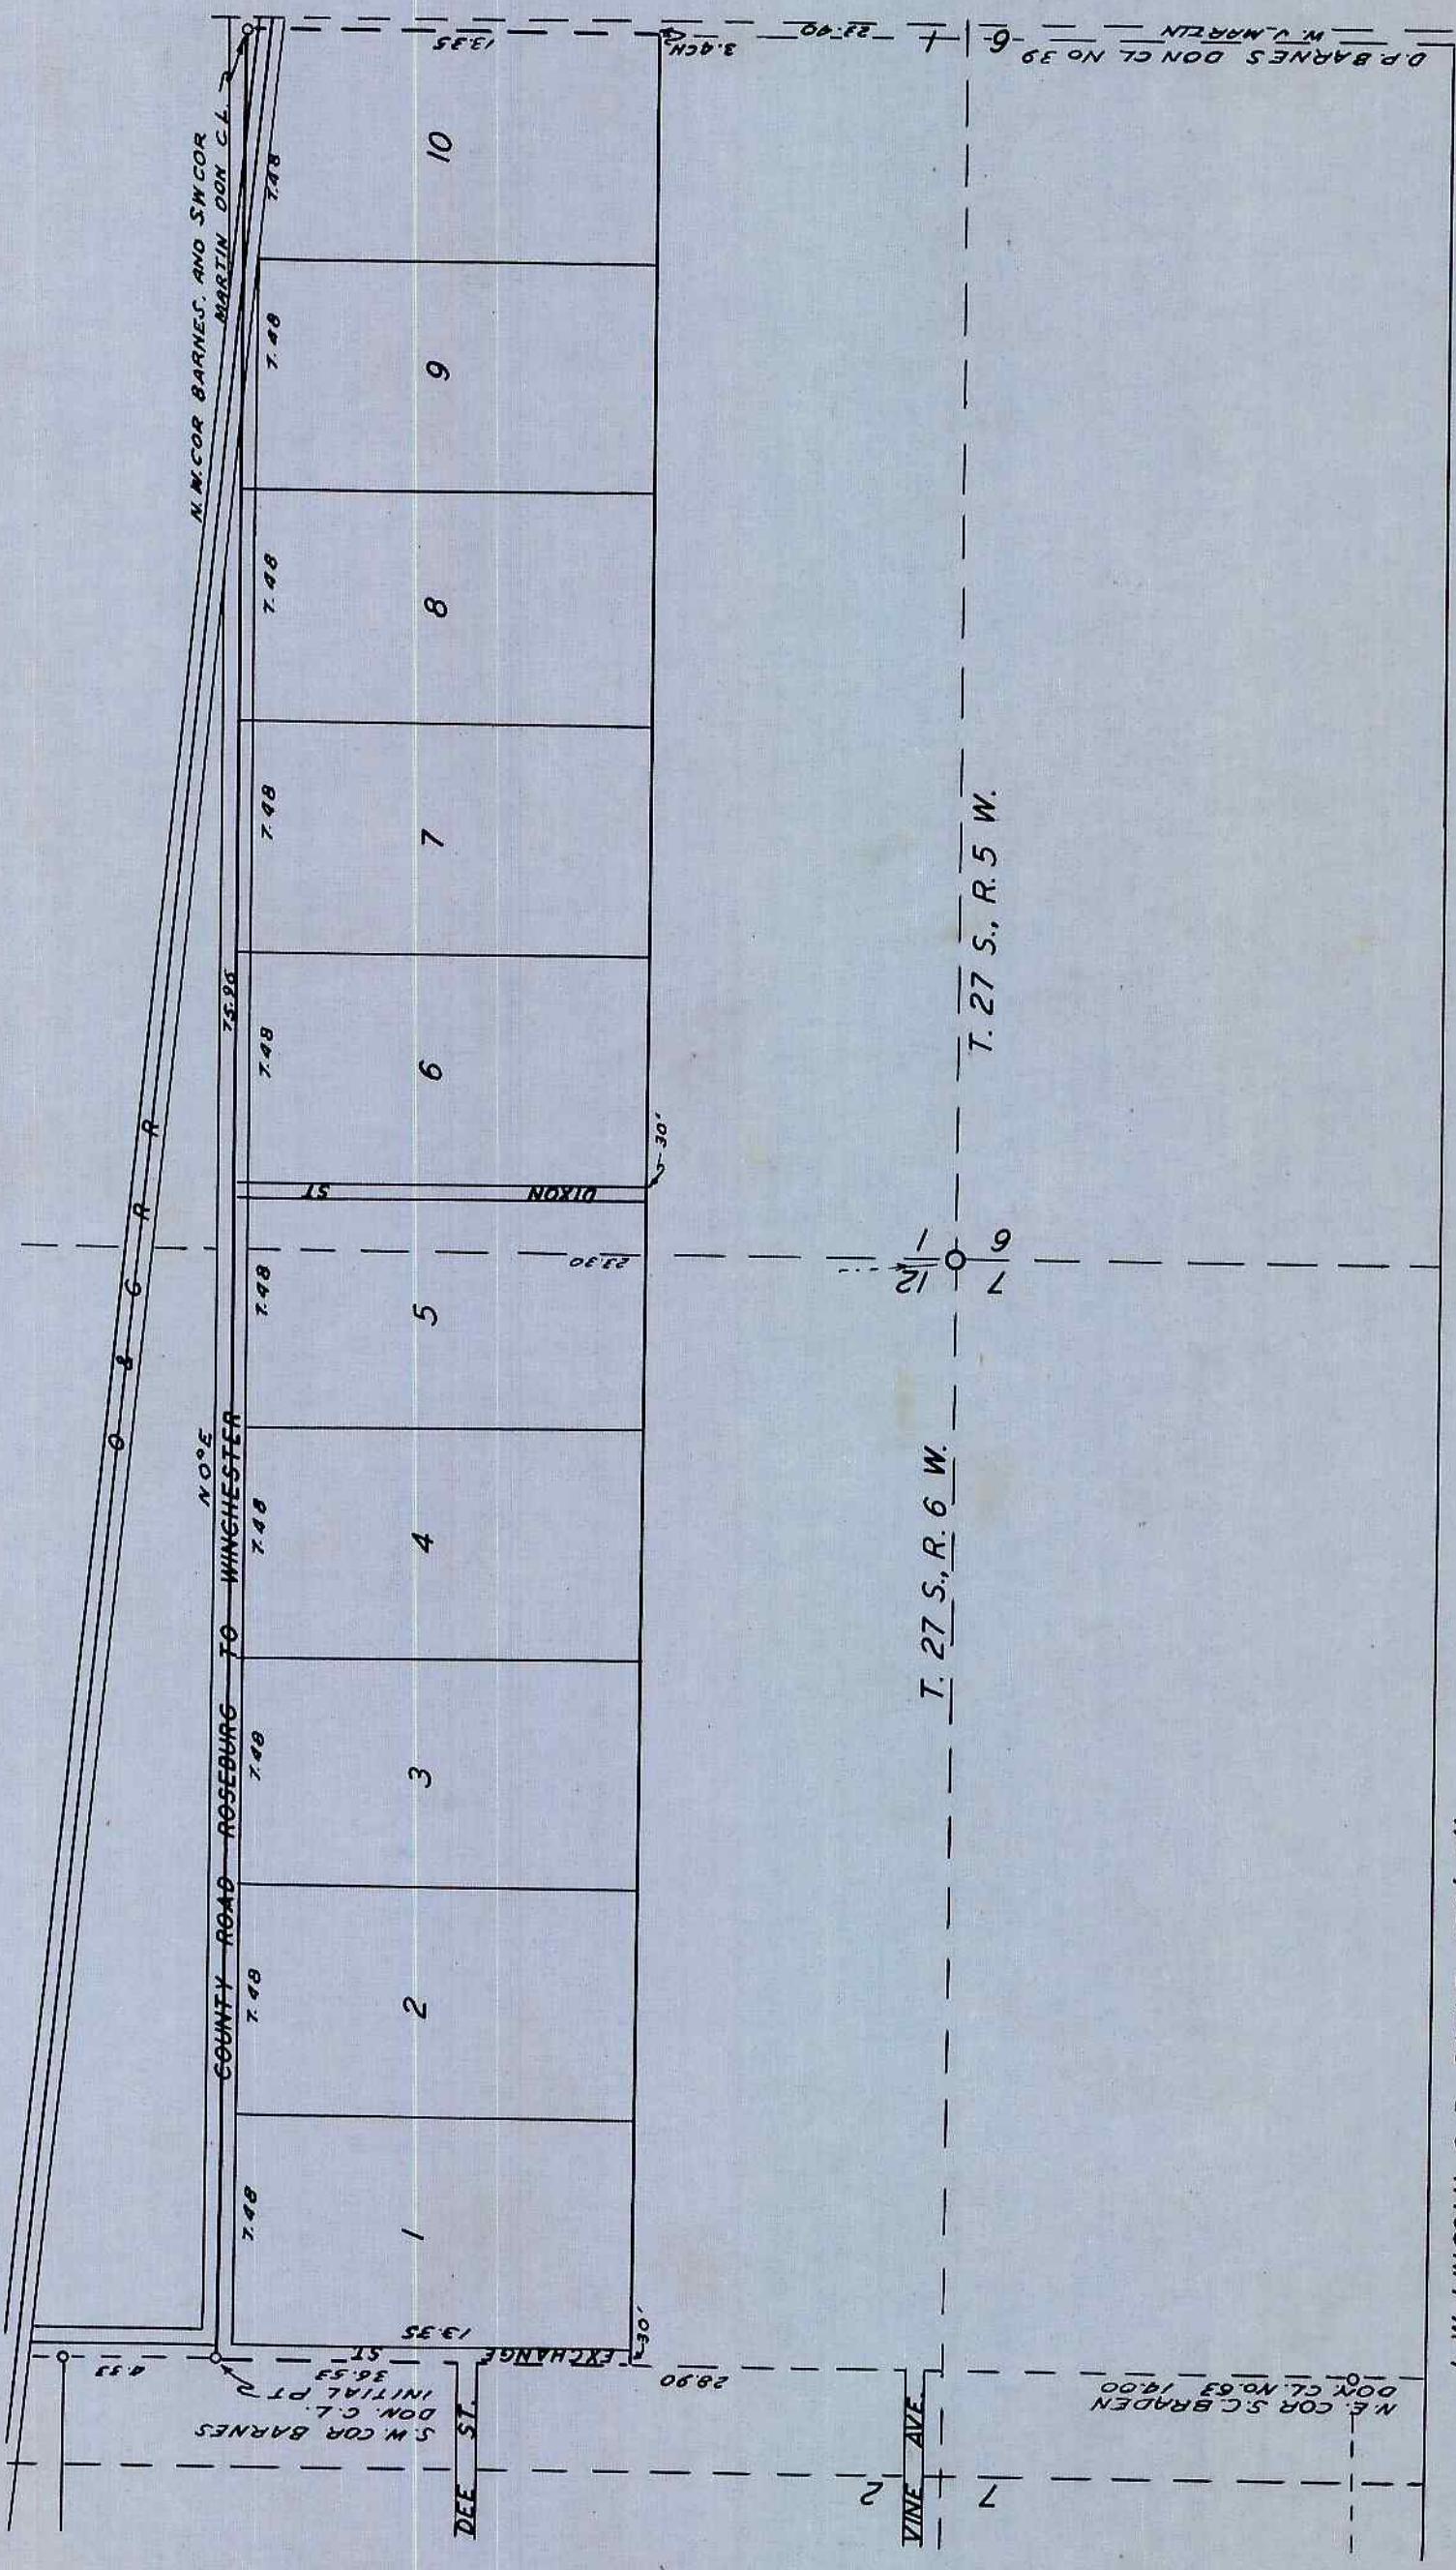 N.W. COR BARNES. AND SW COR
MARTIN DON C L.
O & C R R
N 0° E
75.96
COUNTY ROAD ROSEBURG TO WINCHESTER
7.48
7.48
7.48
7.48
7.48
7.48
7.48
7.48
7.48
7.48
1
2
3
4
5
6
7
8
9
10
13.35
3.4CH
22.40
1
6
W. J. MARTIN
D.P. BARNES DON CL NO 39
DIXON ST
30'
23.30
1
12
6
7
T. 27 S., R. 5 W.
T. 27 S., R. 6 W.
4.33
S.W. COR BARNES
DON. C.L.
INITIAL PT
36.53
EXCHANGE ST.
13.35
30'
28.90
DEE ST.
VINE AVE.
2
7
N.E. COR S.C. BRADEN
DON. CL. NO. 63 14.00